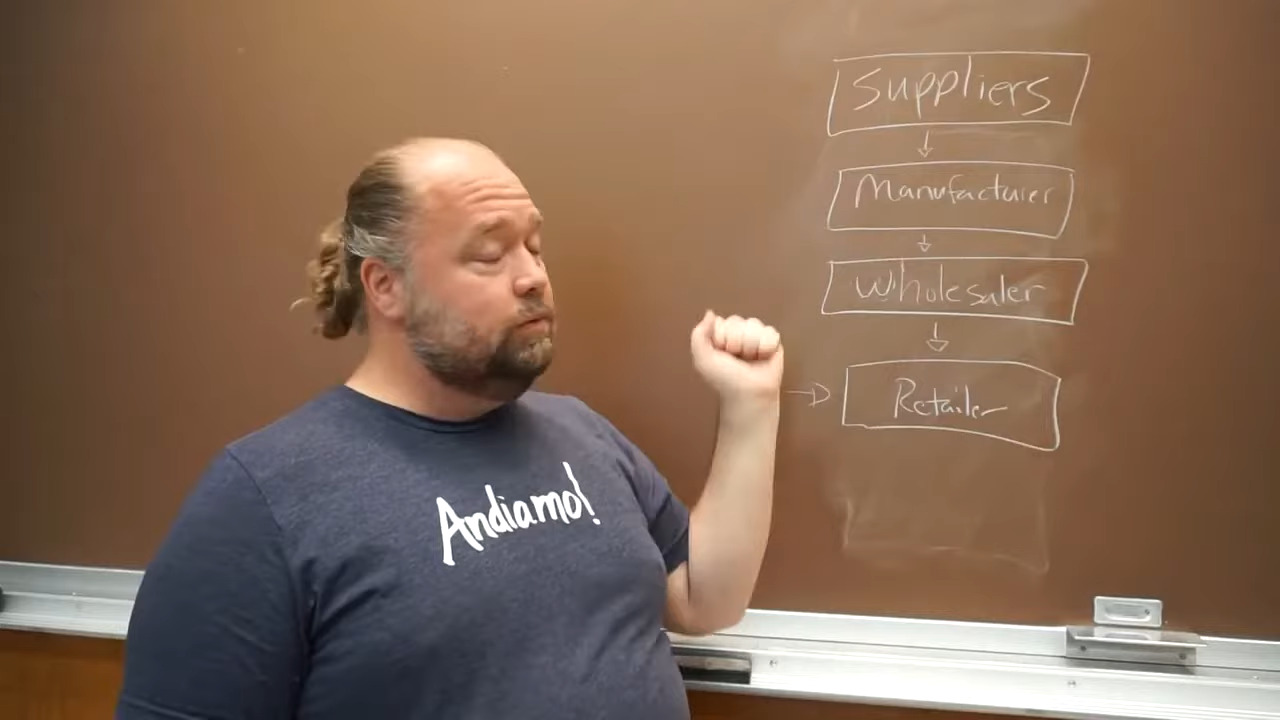 Suppliers
Manufacturer
Wholesaler
Retailer
Andiamo!